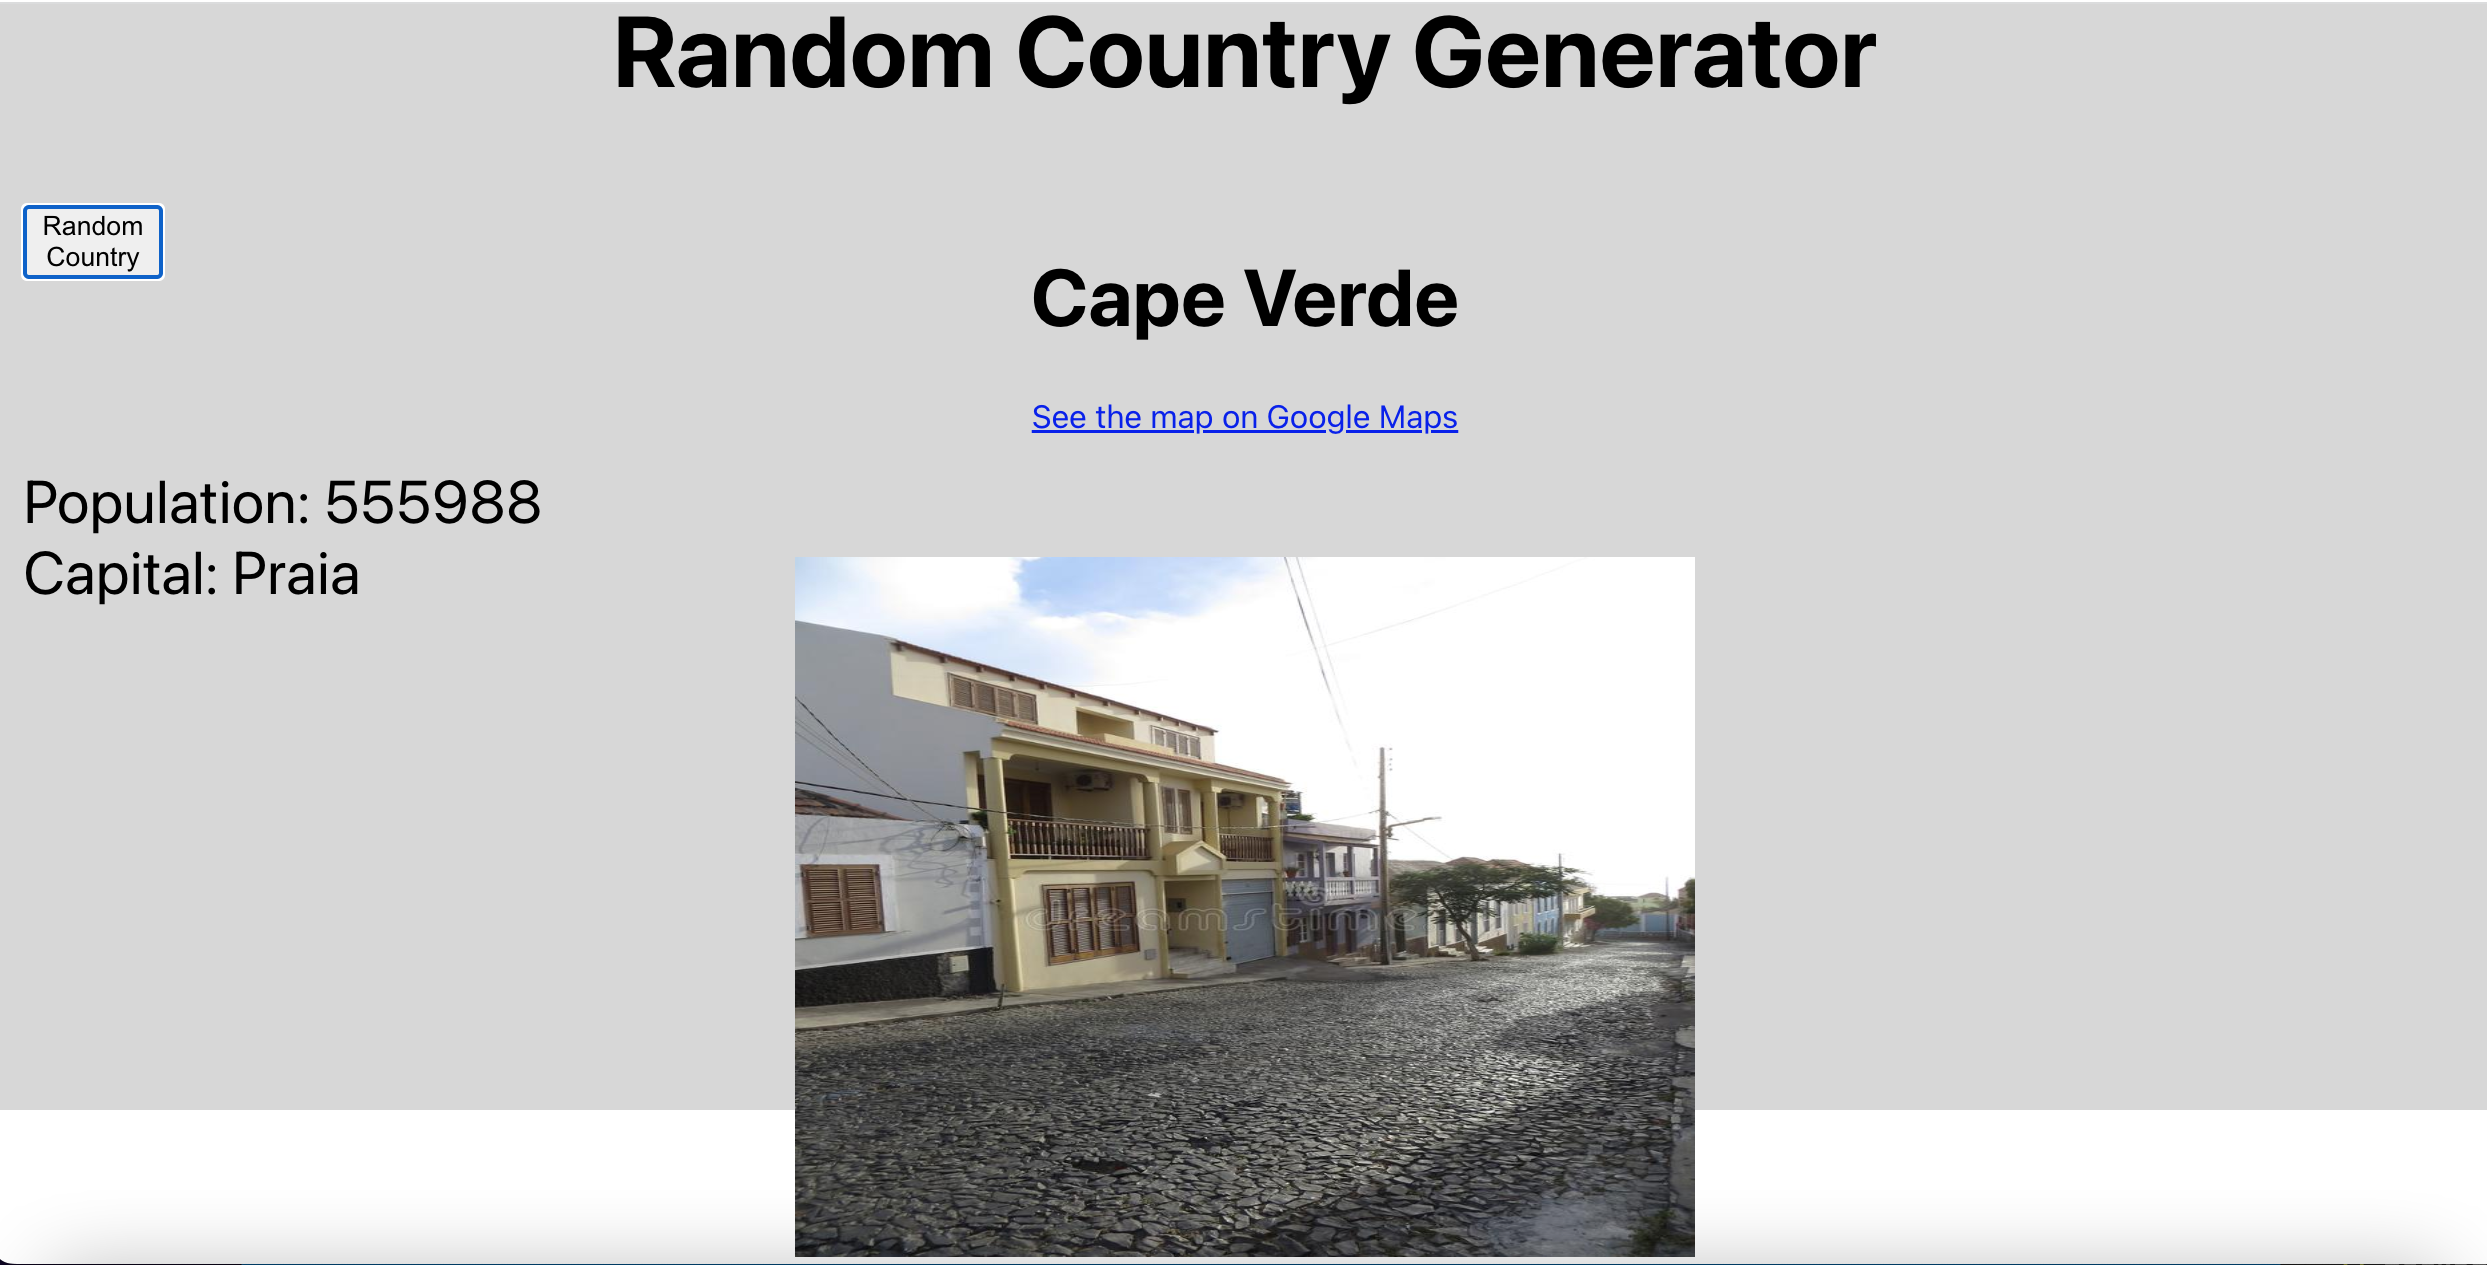 Random Country Generator
Random
Country
Cape Verde
See the map on Google Maps
Population: 555988
Capital: Praia
dreamstime